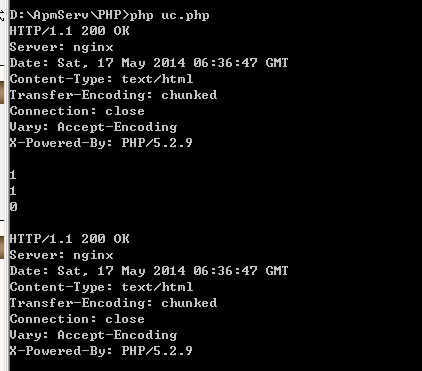 D:\ApmServ\PHP>php uc.php
HTTP/1.1 200 OK
Server: nginx
Date: Sat, 17 May 2014 06:36:47 GMT
Content-Type: text/html
Transfer-Encoding: chunked
Connection: close
Vary: Accept-Encoding
X-Powered-By: PHP/5.2.9
1
1
0
HTTP/1.1 200 OK
Server: nginx
Date: Sat, 17 May 2014 06:36:47 GMT
Content-Type: text/html
Transfer-Encoding: chunked
Connection: close
Vary: Accept-Encoding
X-Powered-By: PHP/5.2.9